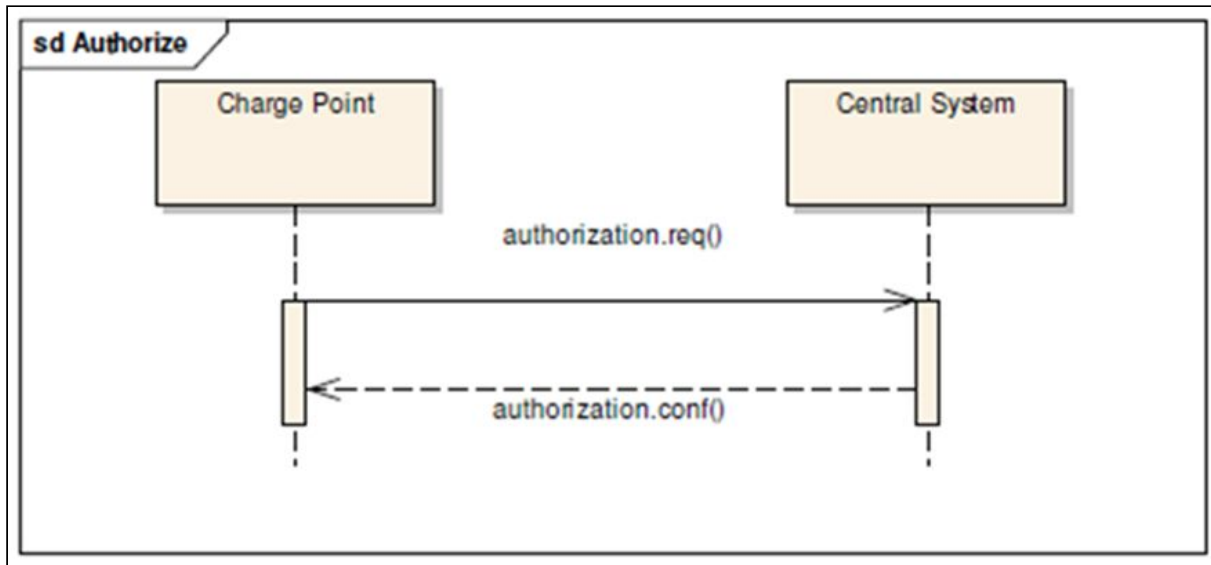 sd Authorize
Charge Point
Central System
authorization.req()
authorization.conf()